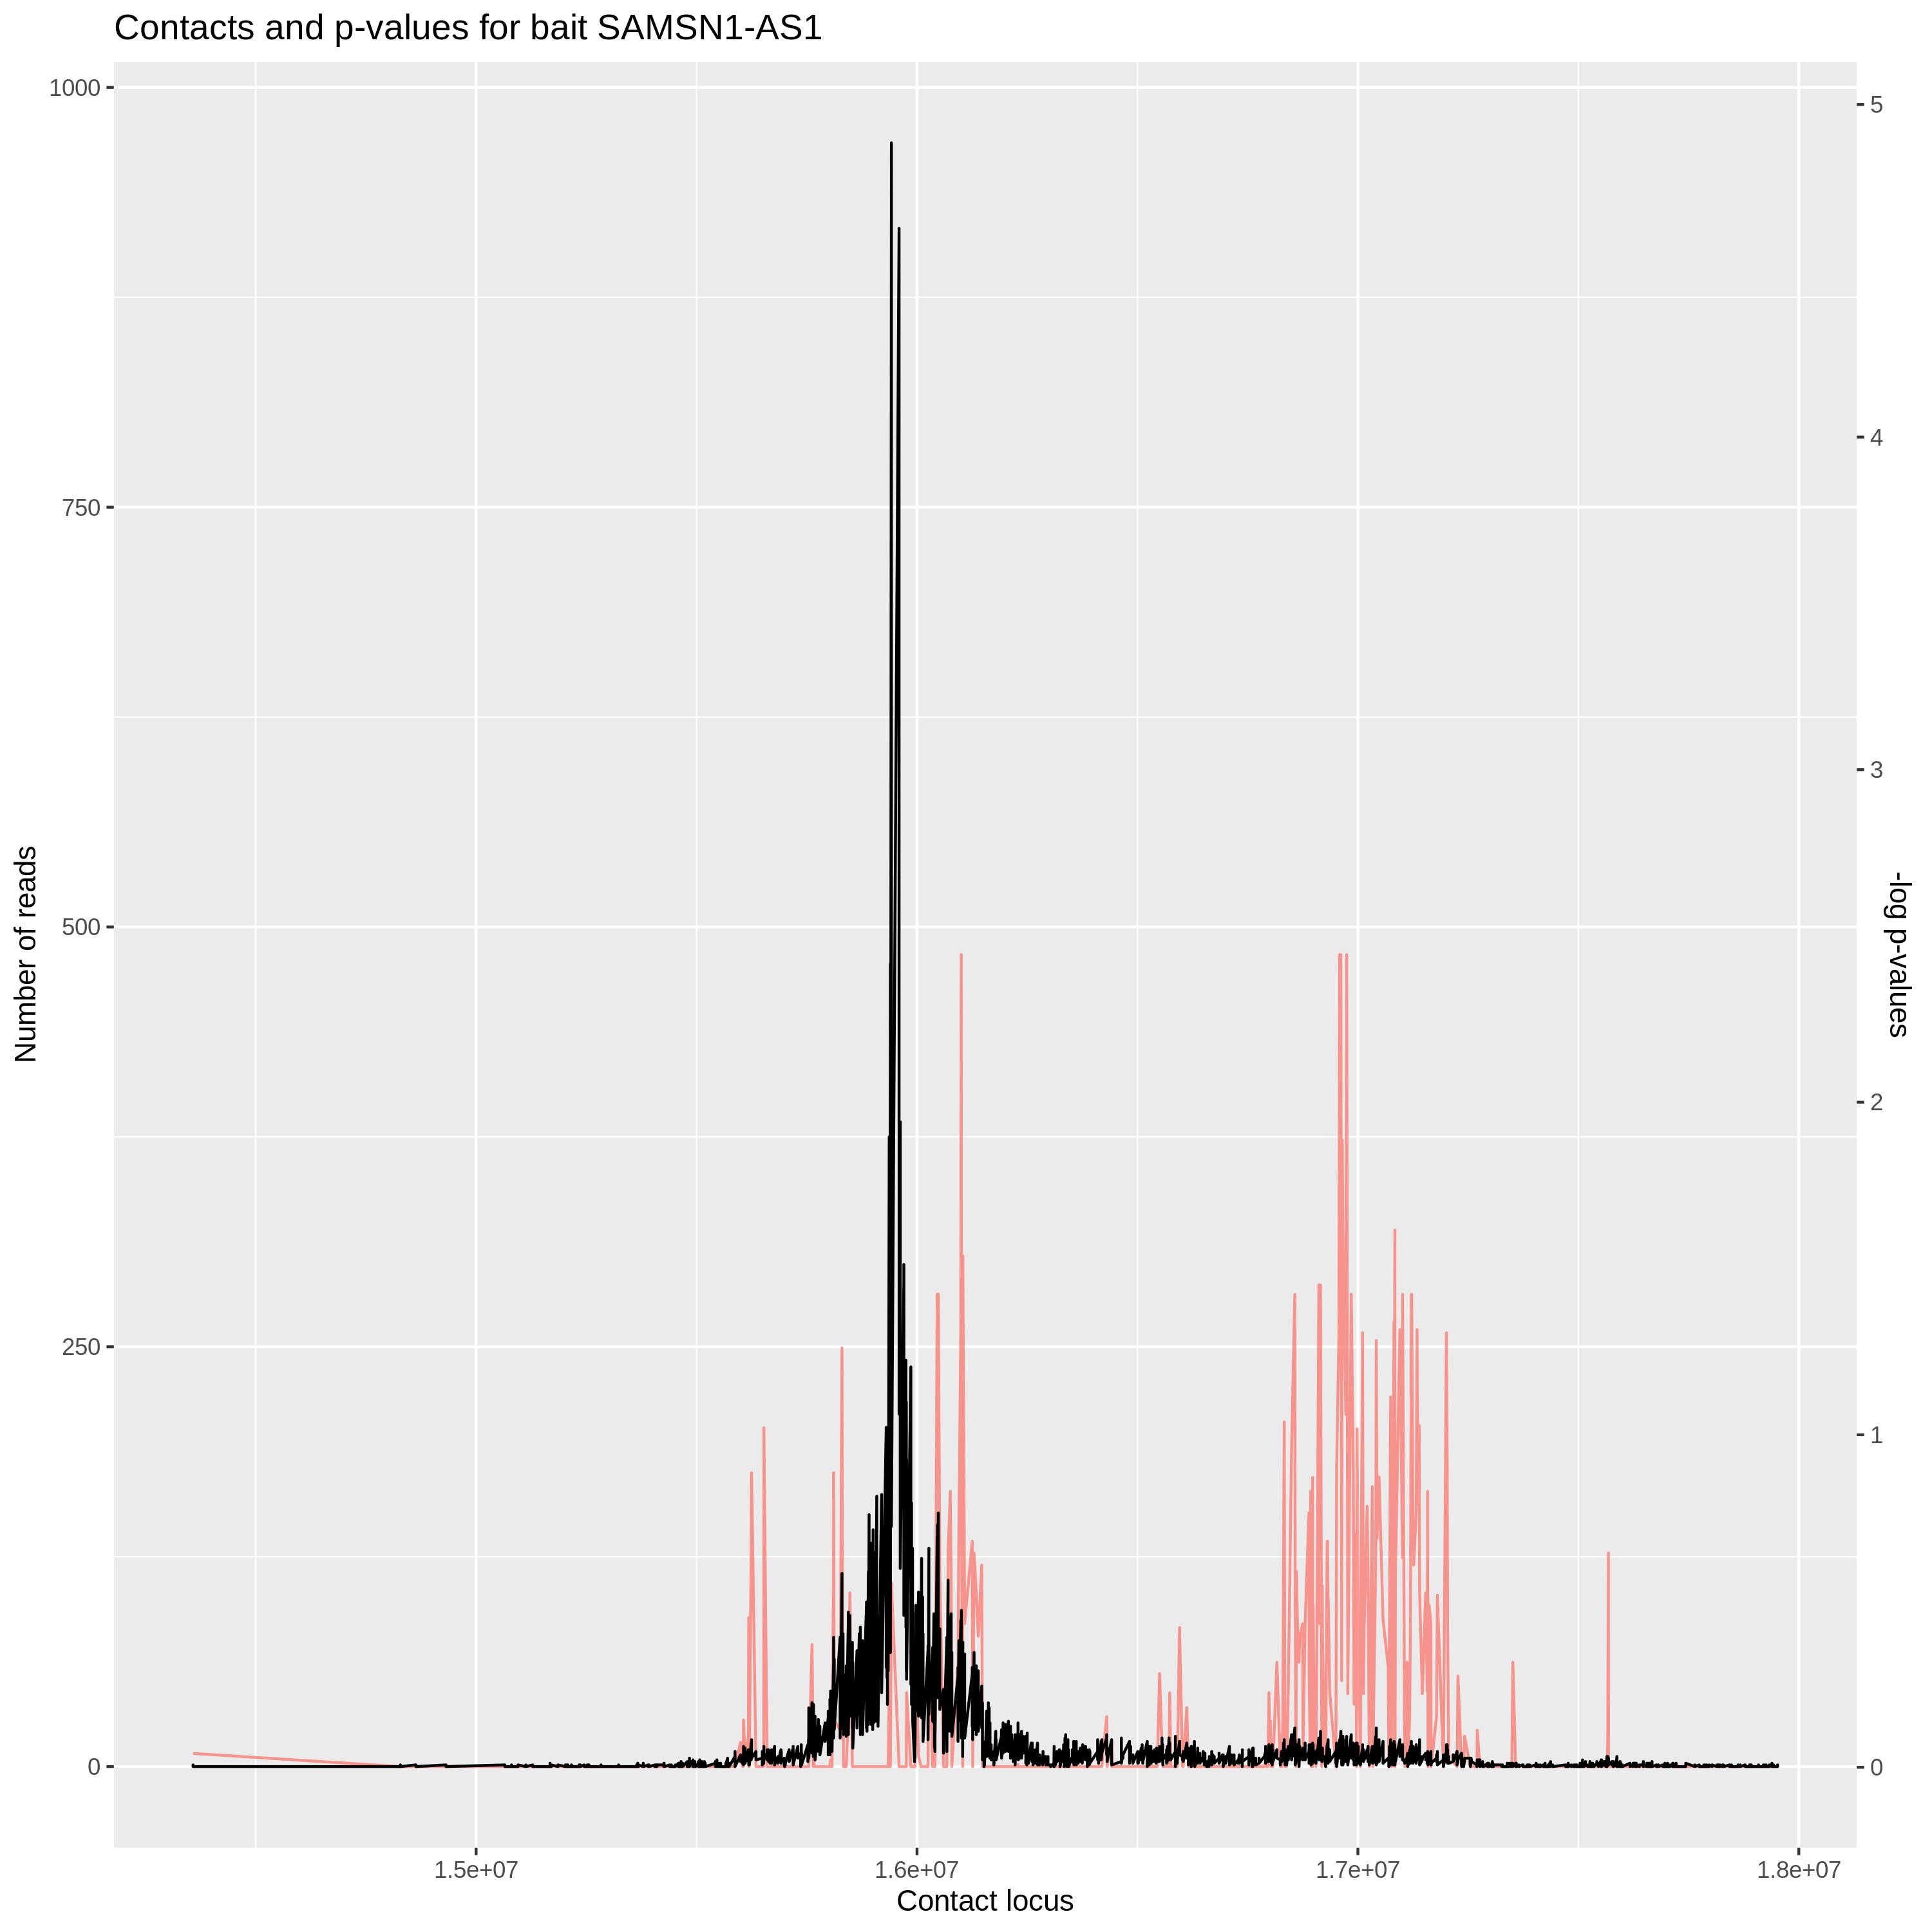 Contacts and p-values for bait SAMSN1-AS1
1000
750
500
250
0
Number of reads
5
4
3
2
1
0
-log p-values
1.5e+07
1.6e+07
1.7e+07
1.8e+07
Contact locus